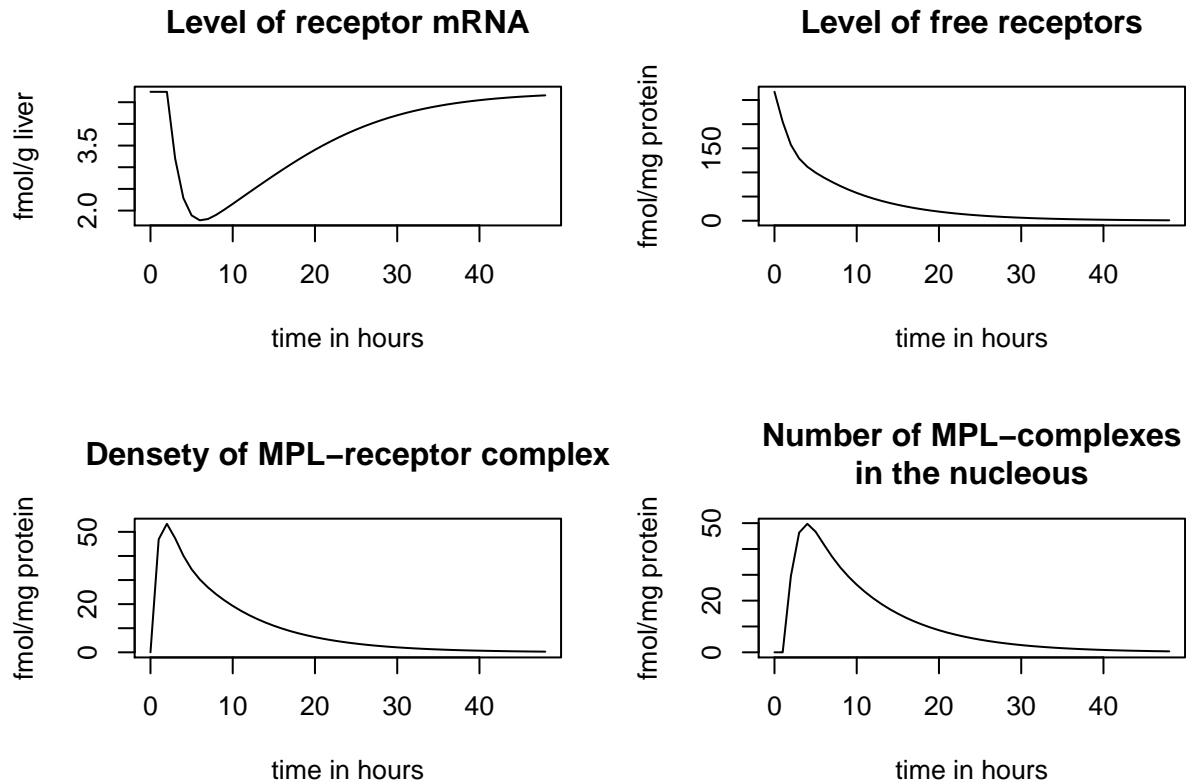 Level of receptor mRNA
fmol/g liver
2.0
3.5
0
10
20
30
40
time in hours
Level of free receptors
fmol/mg protein
0
150
0
10
20
30
40
time in hours
Densety of MPL−receptor complex
fmol/mg protein
0
20
50
0
10
20
30
40
time in hours
Number of MPL−complexes
in the nucleous
fmol/mg protein
0
20
50
0
10
20
30
40
time in hours